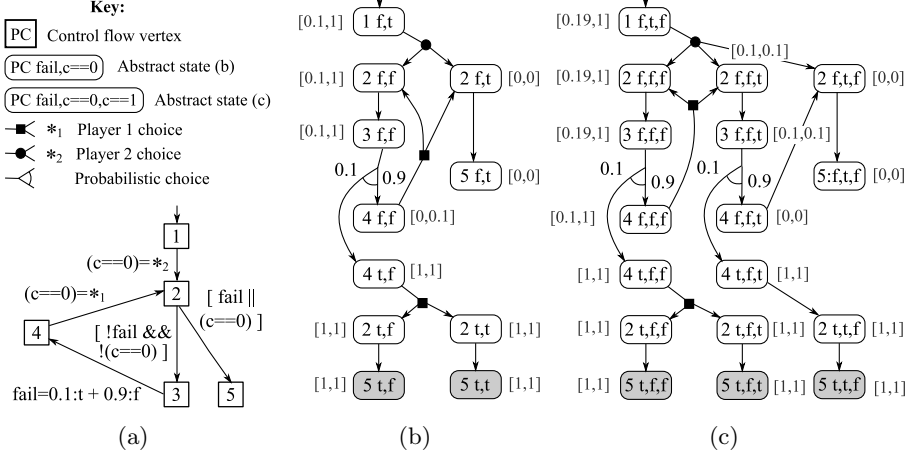 Key:
PC Control flow vertex
PC fail,c==0 Abstract state (b)
PC fail,c==0,c==1 Abstract state (c)
*₁ Player 1 choice
*₂ Player 2 choice
Probabilistic choice
1
(c==0)=*₂
2
(c==0)=*₁
[ fail ||
(c==0) ]
4
[ !fail &&
!(c==0) ]
fail=0.1:t + 0.9:f
3
5
(a)
[0.1,1] 1 f,t
[0.1,1] 2 f,f 2 f,t [0,0]
[0.1,1] 3 f,f
0.1 0.9 5 f,t [0,0]
4 f,f [0,0.1]
4 t,f [1,1]
[1,1] 2 t,f 2 t,t [1,1]
[1,1] 5 t,f 5 t,t [1,1]
(b)
[0.19,1] 1 f,t,f
[0.1,0.1]
[0.19,1] 2 f,f,f 2 f,f,t 2 f,t,f [0,0]
[0.19,1] 3 f,f,f 3 f,f,t [0.1,0.1]
0.1 0.9 0.1 0.9 5:f,t,f [0,0]
[0.1,1] 4 f,f,f 4 f,f,t [0,0]
[1,1] 4 t,f,f 4 t,f,t [1,1]
[1,1] 2 t,f,f 2 t,f,t [1,1] 2 t,t,f [1,1]
[1,1] 5 t,f,f 5 t,f,t [1,1] 5 t,t,f [1,1]
(c)